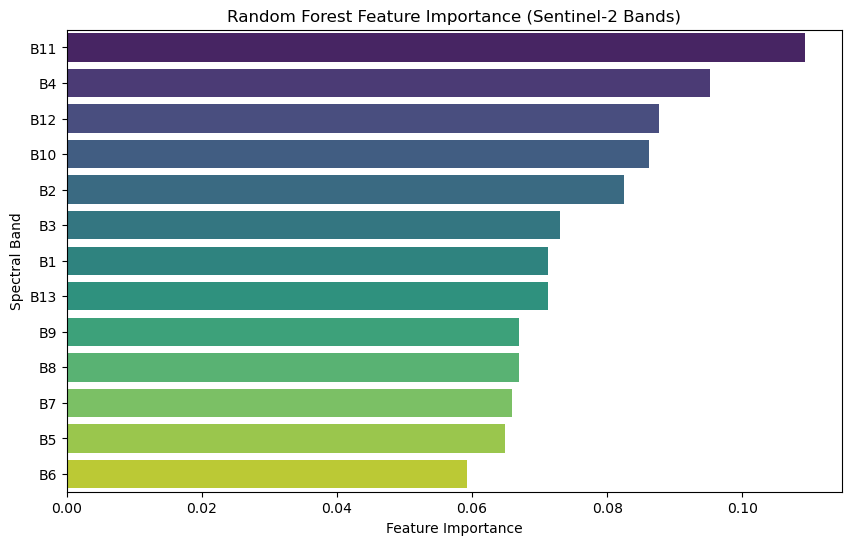 Random Forest Feature Importance (Sentinel-2 Bands)
Spectral Band
B11
B4
B12
B10
B2
B3
B1
B13
B9
B8
B7
B5
B6
0.00 0.02 0.04 0.06 0.08 0.10
Feature Importance